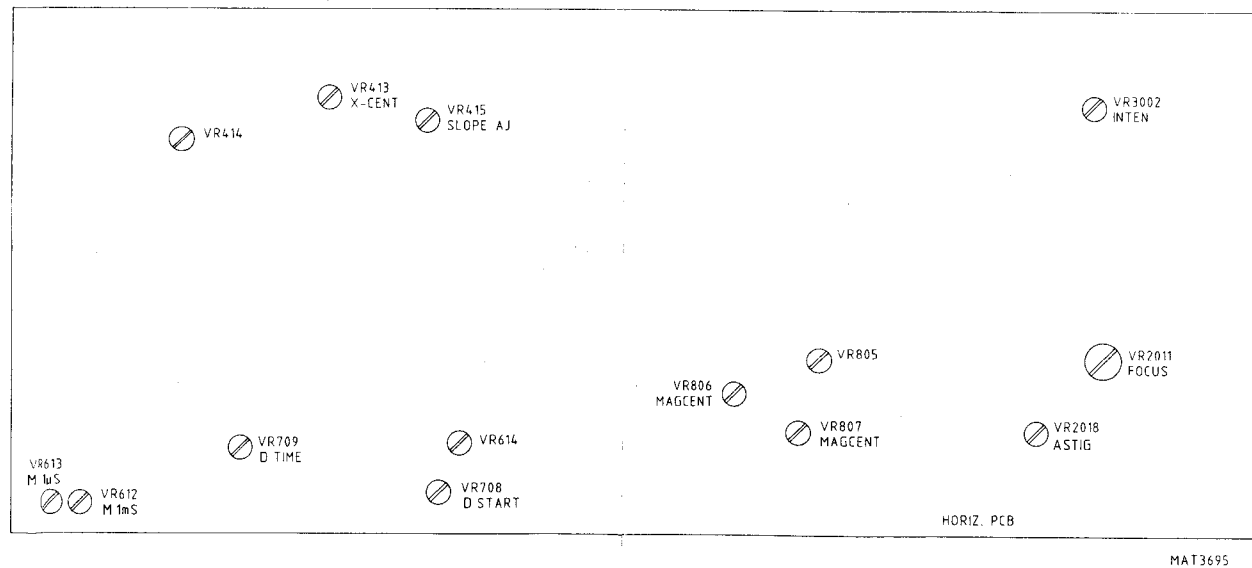 VR413
X-CENT
VR415
SLOPE AJ
VR414
VR3002
INTEN
VR805
VR2011
FOCUS
VR806
MAGCENT
VR807
MAGCENT
VR2018
ASTIG
VR709
D TIME
VR614
VR613
M 1µS
VR612
M 1mS
VR708
D START
HORIZ. PCB
MAT3695